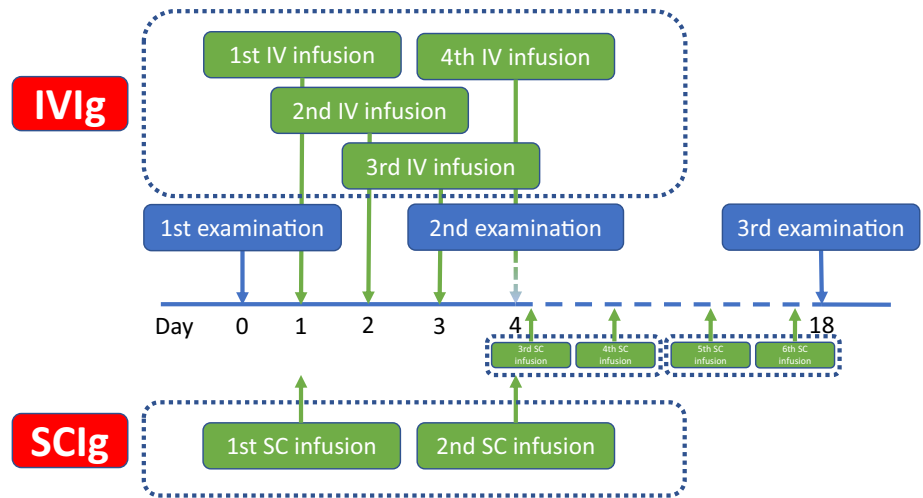 1st IV infusion
4th IV infusion
IVIg
2nd IV infusion
3rd IV infusion
1st examination
2nd examination
3rd examination
Day 0 1 2 3 4 18
3rd SC
infusion
4th SC
infusion
5th SC
infusion
6th SC
infusion
SCIg
1st SC infusion
2nd SC infusion